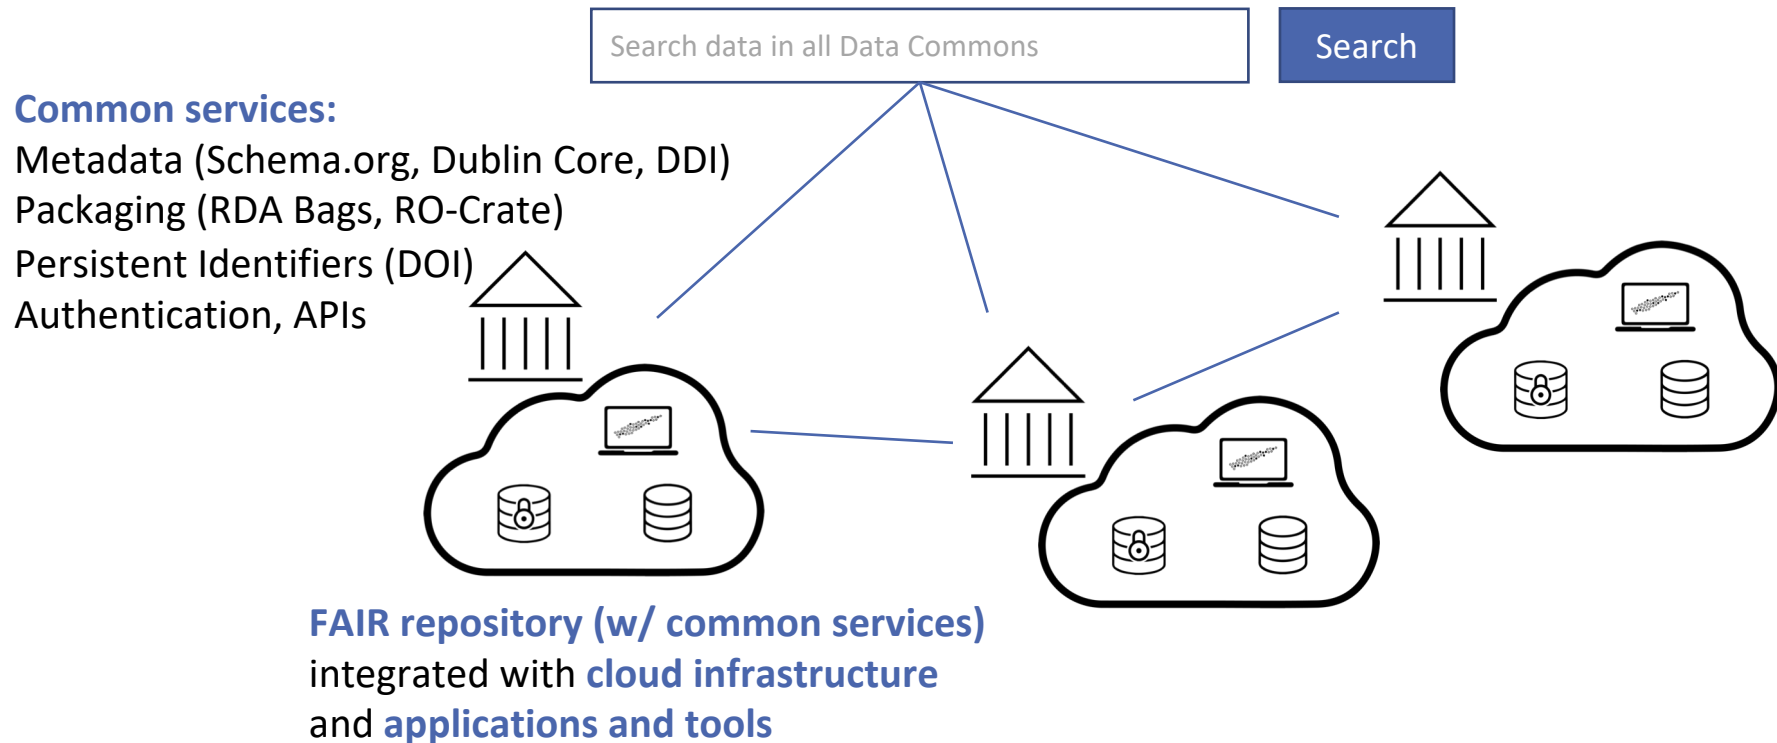 Search data in all Data Commons
Search
Common services:
Metadata (Schema.org, Dublin Core, DDI)
Packaging (RDA Bags, RO-Crate)
Persistent Identifiers (DOI)
Authentication, APIs
FAIR repository (w/ common services)
integrated with cloud infrastructure
and applications and tools